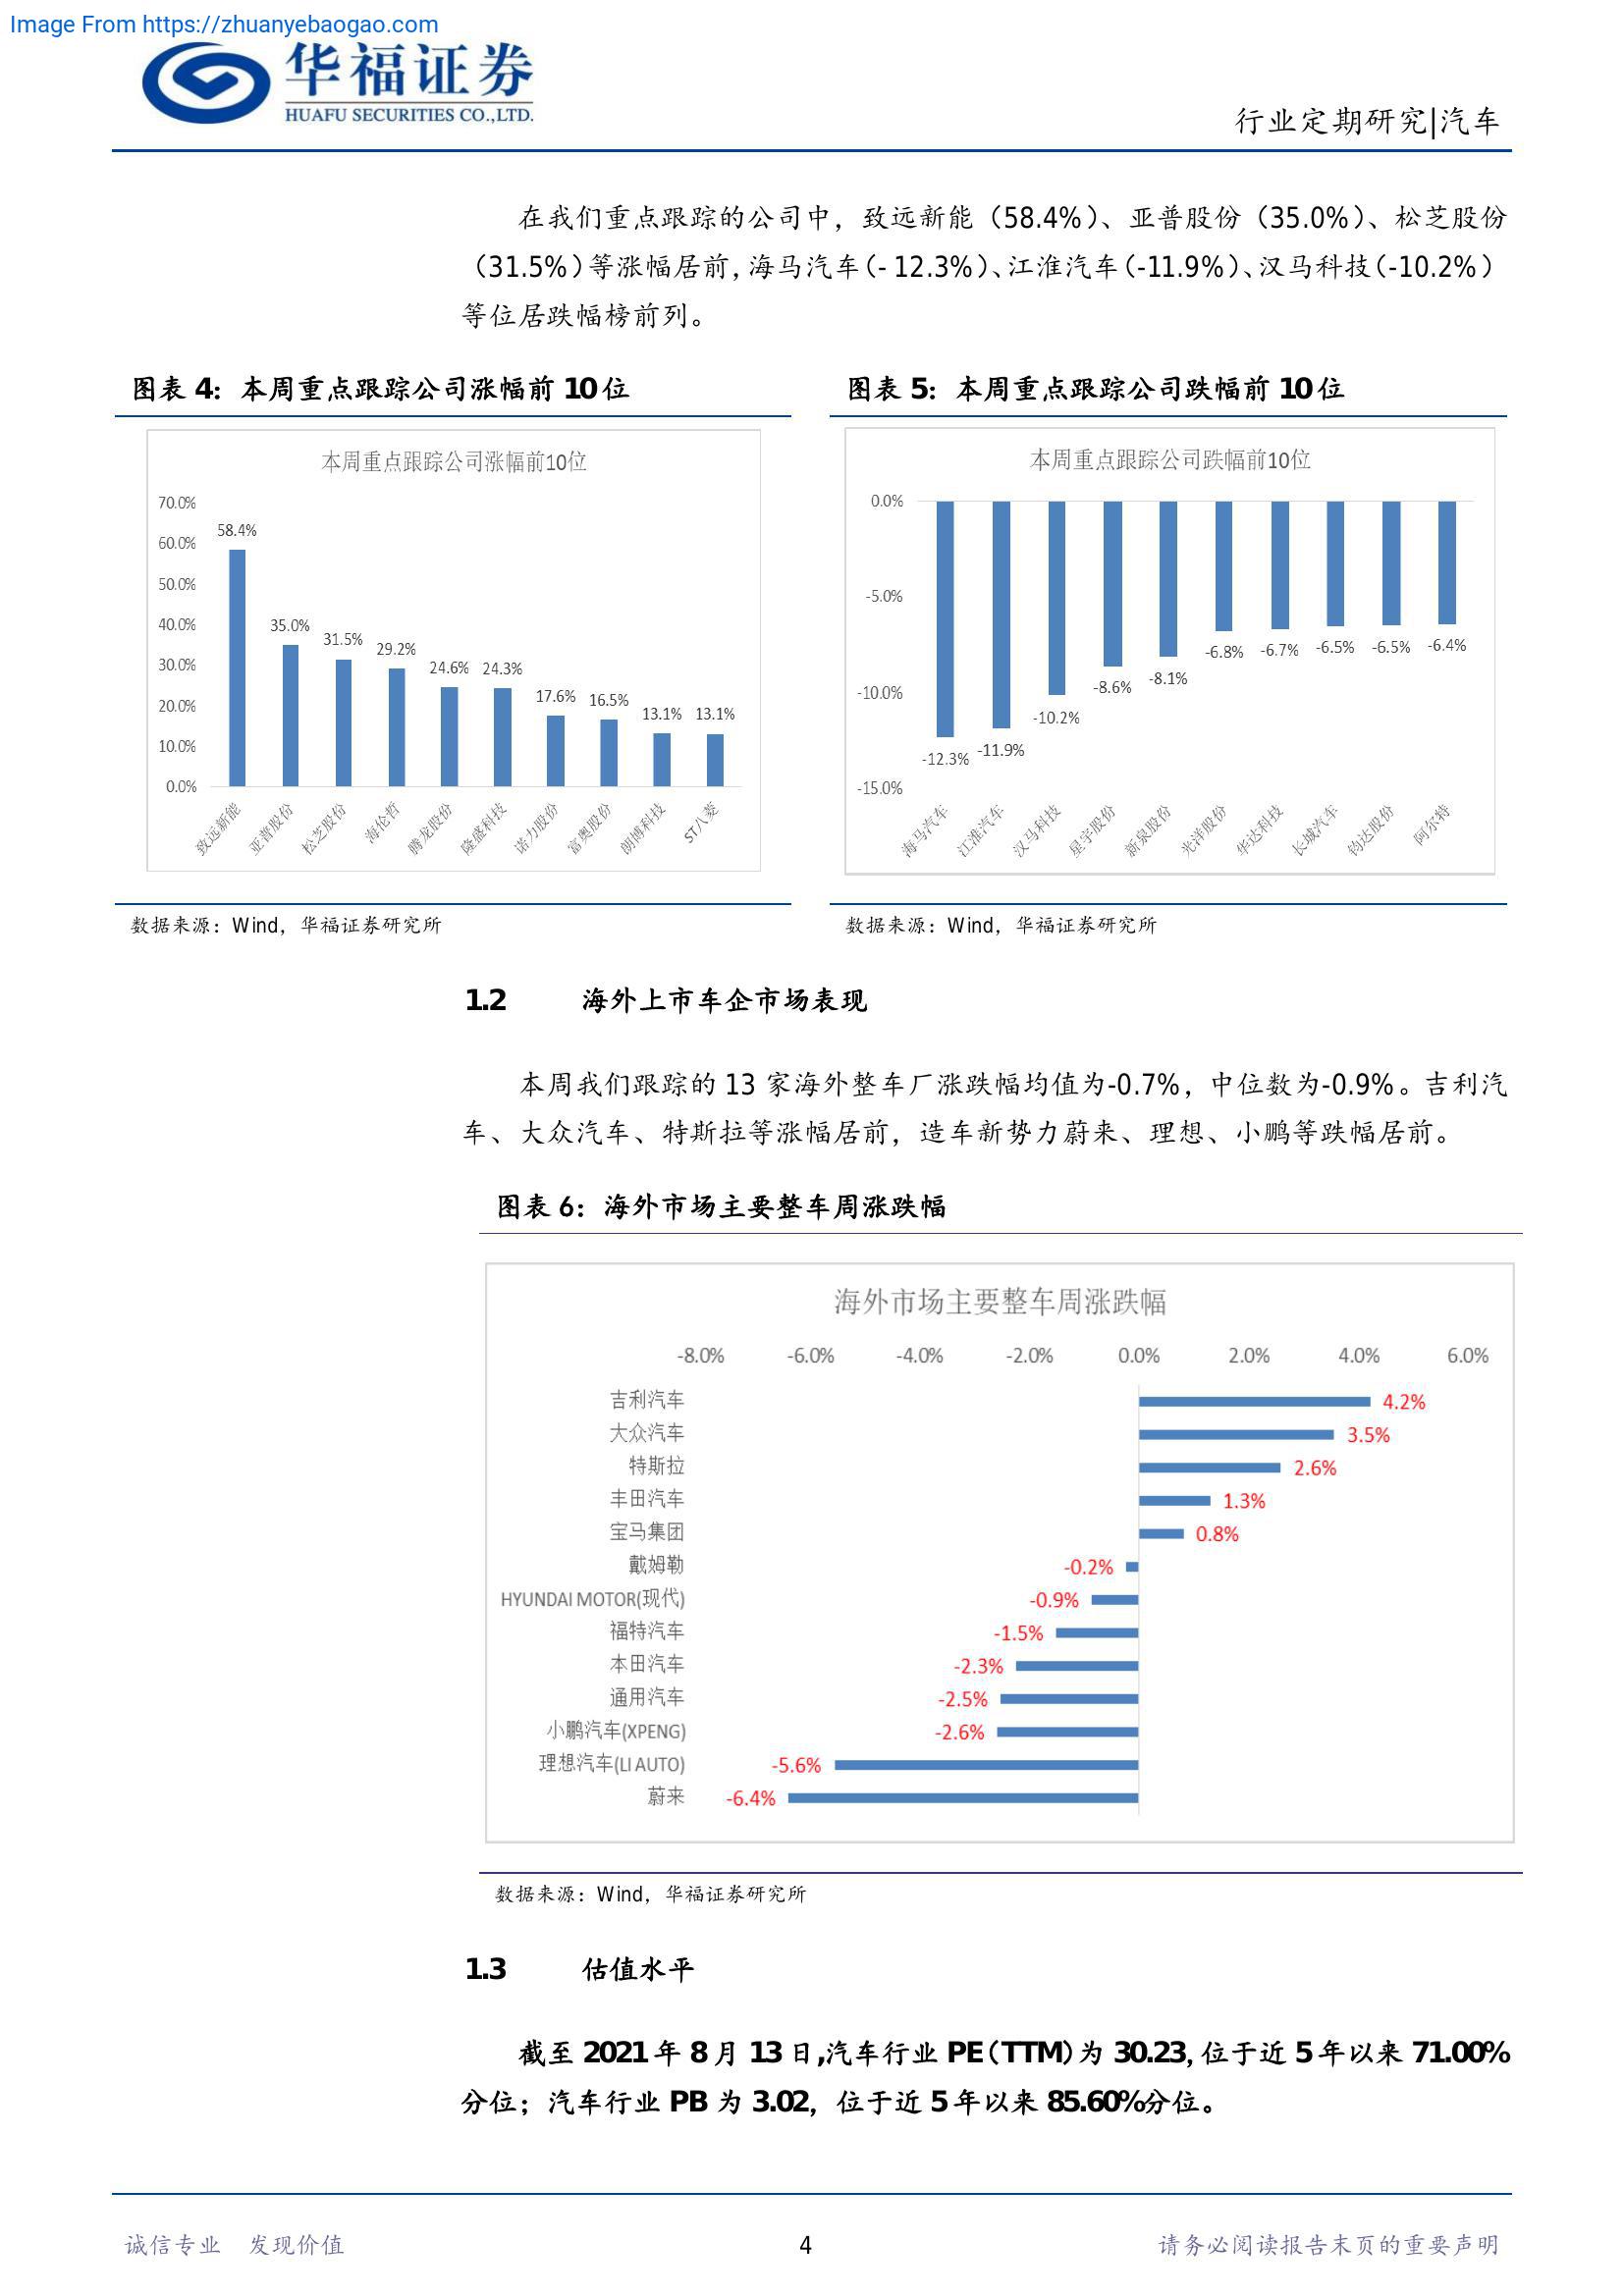 Image From https://zhuanyebaogao.com
华福证券
HUAFU SECURITIES CO.,LTD.
行业定期研究|汽车
在我们重点跟踪的公司中，致远新能（58.4%）、亚普股份（35.0%）、松芝股份
（31.5%）等涨幅居前,海马汽车(- 12.3%)、江淮汽车(-11.9%)、汉马科技(-10.2%)
等位居跌幅榜前列。
图表 4：本周重点跟踪公司涨幅前 10 位
本周重点跟踪公司涨幅前10位
70.0%
60.0%
50.0%
40.0%
30.0%
20.0%
10.0%
0.0%
58.4%
35.0%
31.5%
29.2%
24.6%
24.3%
17.6%
16.5%
13.1%
13.1%
致远新能
亚普股份
松芝股份
海伦哲
腾龙股份
隆盛科技
诺力股份
富奥股份
朗博科技
ST八菱
数据来源：Wind，华福证券研究所
图表 5：本周重点跟踪公司跌幅前 10 位
本周重点跟踪公司跌幅前10位
0.0%
-5.0%
-10.0%
-15.0%
-12.3%
-11.9%
-10.2%
-8.6%
-8.1%
-6.8%
-6.7%
-6.5%
-6.5%
-6.4%
海马汽车
江淮汽车
汉马科技
星宇股份
新泉股份
光洋股份
华达科技
长城汽车
钧达股份
阿尔特
数据来源：Wind，华福证券研究所
1.2 海外上市车企市场表现
本周我们跟踪的 13 家海外整车厂涨跌幅均值为-0.7%，中位数为-0.9%。吉利汽
车、大众汽车、特斯拉等涨幅居前，造车新势力蔚来、理想、小鹏等跌幅居前。
图表 6：海外市场主要整车周涨跌幅
海外市场主要整车周涨跌幅
-8.0% -6.0% -4.0% -2.0% 0.0% 2.0% 4.0% 6.0%
吉利汽车 4.2%
大众汽车 3.5%
特斯拉 2.6%
丰田汽车 1.3%
宝马集团 0.8%
戴姆勒 -0.2%
HYUNDAI MOTOR(现代) -0.9%
福特汽车 -1.5%
本田汽车 -2.3%
通用汽车 -2.5%
小鹏汽车(XPENG) -2.6%
理想汽车(LI AUTO) -5.6%
蔚来 -6.4%
数据来源：Wind，华福证券研究所
1.3 估值水平
截至 2021 年 8 月 13 日,汽车行业 PE(TTM)为 30.23,位于近 5 年以来 71.00%
分位；汽车行业 PB 为 3.02，位于近 5 年以来 85.60%分位。
诚信专业 发现价值 4 请务必阅读报告末页的重要声明